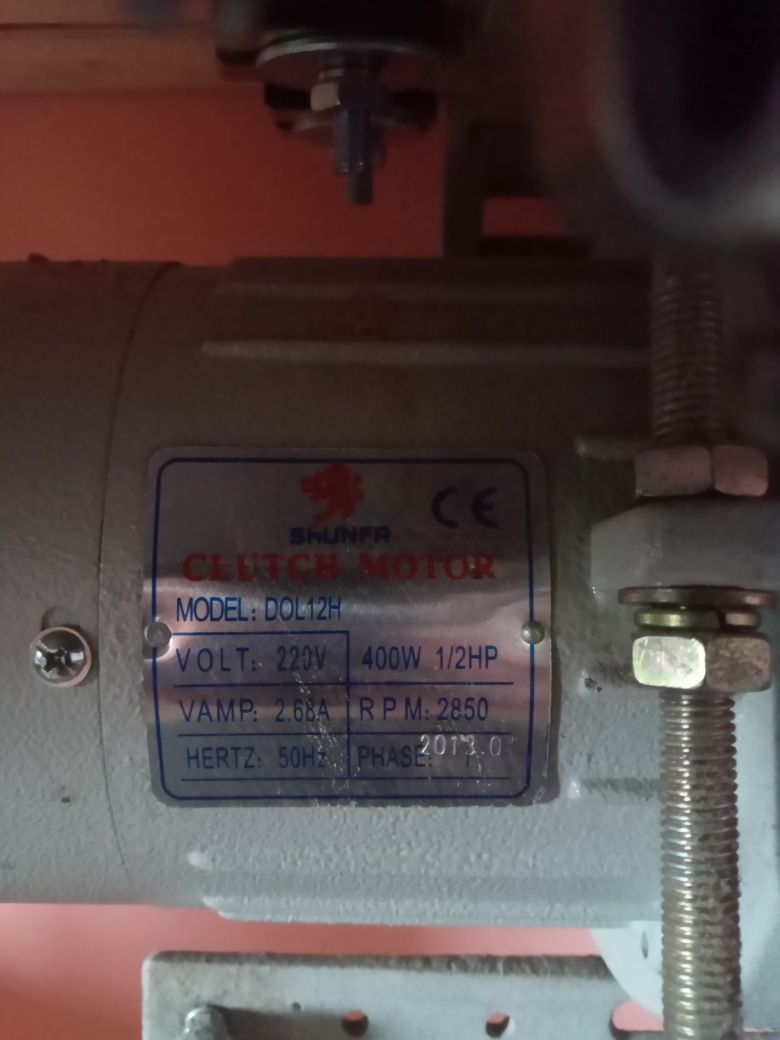 CE
SHUNFA
CLUTCH MOTOR
MODEL: DOL12H
VOLT: 220V 400W 1/2HP
VAMP: 2.68A RPM: 2850
HERTZ: 50Hz PHASE: 1